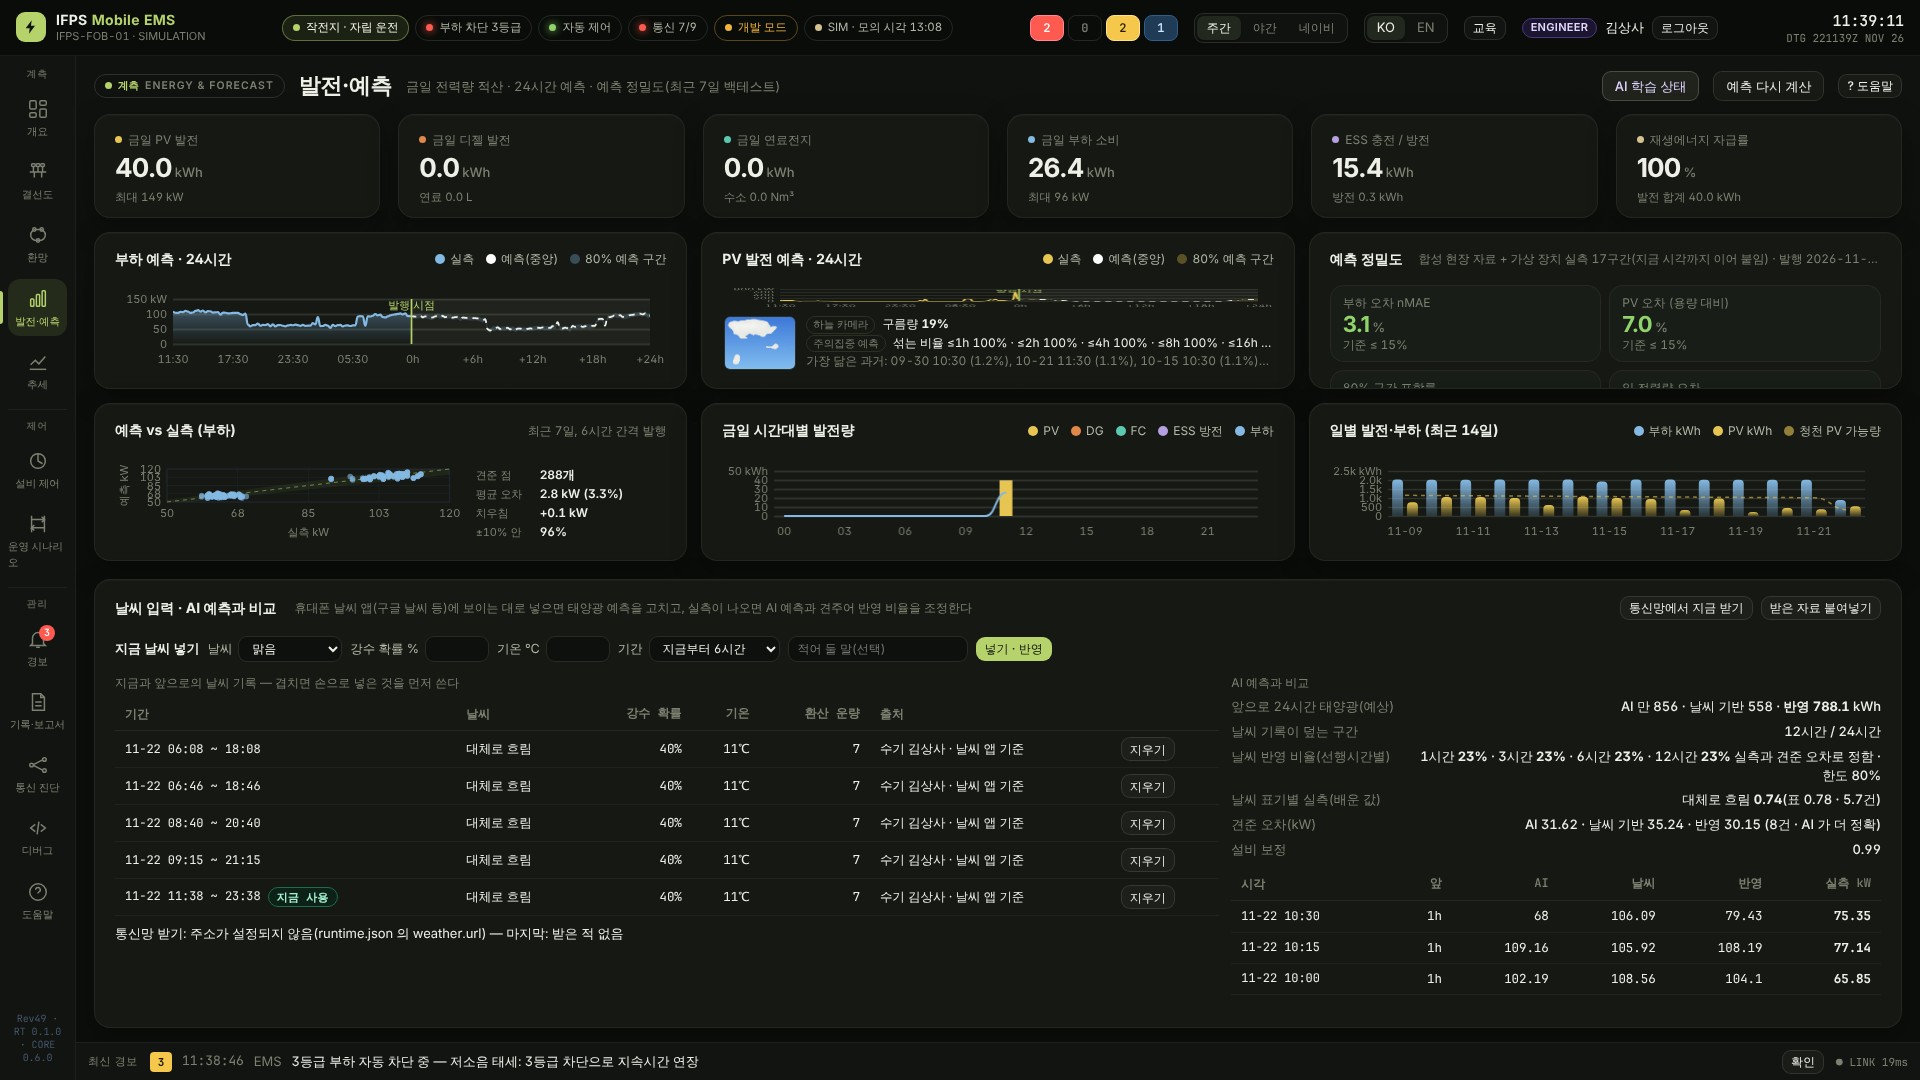 IFPS Mobile EMS
IFPS-FOB-01 · SIMULATION
작전지 · 자립 운전
부하 차단 3등급
자동 제어
통신 7/9
개발 모드
SIM · 모의 시각 13:08
2 0 2 1
주간 야간 네이비
KO EN
교육
ENGINEER 김상사 로그아웃
11:39:11
DTG 221139Z NOV 26
계측
개요
결선도
환망
발전·예측
추세
제어
설비 제어
운영 시나리
오
관리
3
경보
기록·보고서
통신 진단
디버그
도움말
Rev49 ·
RT 0.1.0
· CORE
0.6.0
계측 ENERGY & FORECAST
발전·예측
금일 전력량 적산 · 24시간 예측 · 예측 정밀도(최근 7일 백테스트)
AI 학습 상태
예측 다시 계산
? 도움말
금일 PV 발전
40.0 kWh
최대 149 kW
금일 디젤 발전
0.0 kWh
연료 0.0 L
금일 연료전지
0.0 kWh
수소 0.0 Nm³
금일 부하 소비
26.4 kWh
최대 96 kW
ESS 충전 / 방전
15.4 kWh
방전 0.3 kWh
재생에너지 자급률
100 %
발전 합계 40.0 kWh
부하 예측 · 24시간
실측 예측(중앙) 80% 예측 구간
발행 시점
150 kW
100
50
0
11:30 17:30 23:30 05:30 0h +6h +12h +18h +24h
PV 발전 예측 · 24시간
실측 예측(중앙) 80% 예측 구간
하늘 카메라 구름량 19%
주의집중 예측 섞는 비율 ≤1h 100% · ≤2h 100% · ≤4h 100% · ≤8h 100% · ≤16h ...
가장 닮은 과거: 09-30 10:30 (1.2%), 10-21 11:30 (1.1%), 10-15 10:30 (1.1%)...
예측 정밀도
합성 현장 자료 + 가상 장치 실측 17구간(지금 시각까지 이어 붙임) · 발행 2026-11-...
부하 오차 nMAE
3.1 %
기준 ≤ 15%
PV 오차 (용량 대비)
7.0 %
기준 ≤ 15%
예측 vs 실측 (부하)
최근 7일, 6시간 간격 발행
예측 kW
120
103
85
68
50
50 68 85 103 120
실측 kW
견준 점 288개
평균 오차 2.8 kW (3.3%)
치우침 +0.1 kW
±10% 안 96%
금일 시간대별 발전량
PV DG FC ESS 방전 부하
50 kWh
40
30
20
10
0
00 03 06 09 12 15 18 21
일별 발전·부하 (최근 14일)
부하 kWh PV kWh 청천 PV 가능량
2.5k kWh
2.0k
1.5k
1.0k
500
0
11-09 11-11 11-13 11-15 11-17 11-19 11-21
날씨 입력 · AI 예측과 비교
휴대폰 날씨 앱(구글 날씨 등)에 보이는 대로 넣으면 태양광 예측을 고치고, 실측이 나오면 AI 예측과 견주어 반영 비율을 조정한다
통신망에서 지금 받기
받은 자료 붙여넣기
지금 날씨 넣기 날씨 맑음 강수 확률 % 기온 ℃ 기간 지금부터 6시간 적어 둘 말(선택) 넣기 · 반영
지금과 앞으로의 날씨 기록 — 겹치면 손으로 넣은 것을 먼저 쓴다
기간 날씨 강수 확률 기온 환산 운량 출처
11-22 06:08 ~ 18:08 대체로 흐림 40% 11℃ 7 수기 김상사 · 날씨 앱 기준 지우기
11-22 06:46 ~ 18:46 대체로 흐림 40% 11℃ 7 수기 김상사 · 날씨 앱 기준 지우기
11-22 08:40 ~ 20:40 대체로 흐림 40% 11℃ 7 수기 김상사 · 날씨 앱 기준 지우기
11-22 09:15 ~ 21:15 대체로 흐림 40% 11℃ 7 수기 김상사 · 날씨 앱 기준 지우기
11-22 11:38 ~ 23:38 지금 사용 대체로 흐림 40% 11℃ 7 수기 김상사 · 날씨 앱 기준 지우기
통신망 받기: 주소가 설정되지 않음(runtime.json 의 weather.url) — 마지막: 받은 적 없음
AI 예측과 비교
앞으로 24시간 태양광(예상) AI 만 856 · 날씨 기반 558 · 반영 788.1 kWh
날씨 기록이 덮는 구간 12시간 / 24시간
날씨 반영 비율(선행시간별) 1시간 23% · 3시간 23% · 6시간 23% · 12시간 23% 실측과 견준 오차로 정함 ·
한도 80%
날씨 표기별 실측(배운 값) 대체로 흐림 0.74(표 0.78 · 5.7건)
견준 오차(kW) AI 31.62 · 날씨 기반 35.24 · 반영 30.15 (8건 · AI 가 더 정확)
설비 보정 0.99
시각 앞 AI 날씨 반영 실측 kW
11-22 10:30 1h 68 106.09 79.43 75.35
11-22 10:15 1h 109.16 105.92 108.19 77.14
11-22 10:00 1h 102.19 108.56 104.1 65.85
최신 경보 3 11:38:46 EMS 3등급 부하 자동 차단 중 — 저소음 태세: 3등급 차단으로 지속시간 연장
확인
LINK 19ms